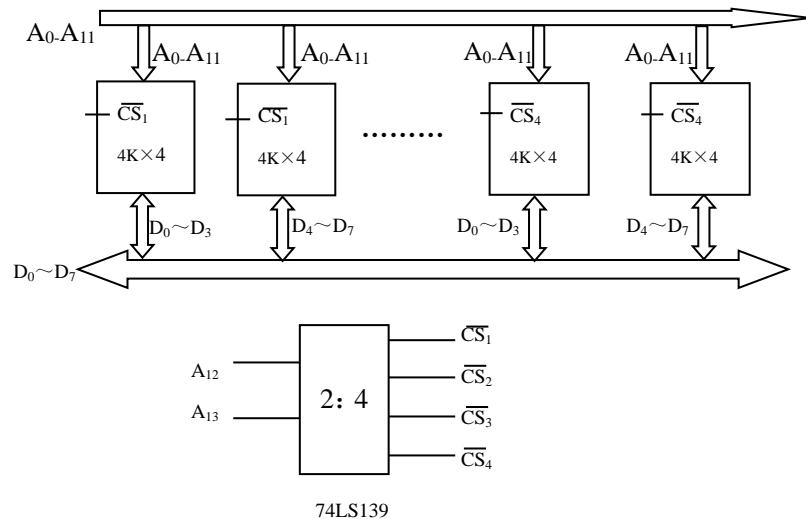 A0-A11
A0-A11 A0-A11 A0-A11 A0-A11
CS1 CS1 CS4 CS4
………
4K×4 4K×4 4K×4 4K×4
D0～D3 D4～D7 D0～D3 D4～D7
D0～D7
CS1
A12
CS2
2：4
A13
CS3
CS4
74LS139